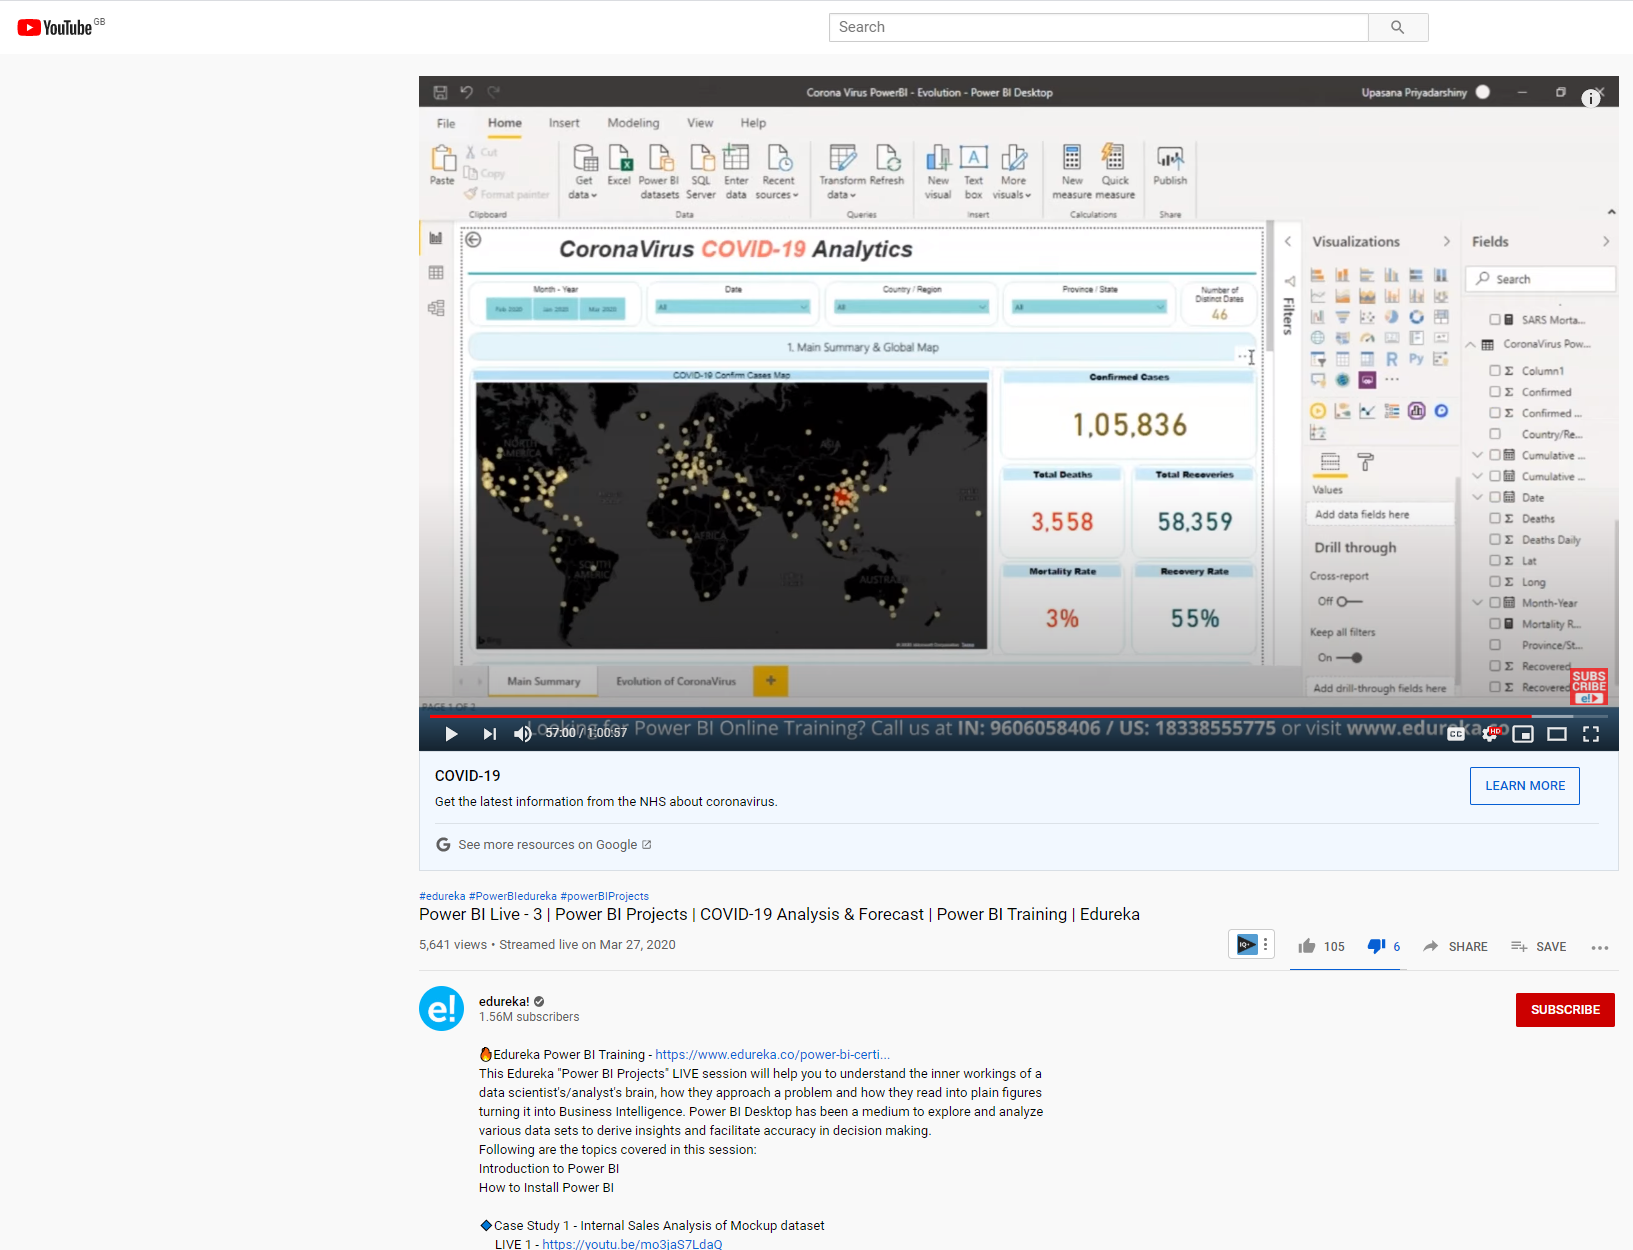 YouTube GB
Search
Corona Virus PowerBI - Evolution - Power BI Desktop
Upasana Priyadarshiny
File Home Insert Modeling View Help
Paste
Cut
Copy
Format painter
Clipboard
Get data
Excel
Power BI datasets
SQL Server
Enter data
Recent sources
Data
Transform data
Refresh
Queries
New visual
Text box
More visuals
Insert
New measure
Quick measure
Calculations
Publish
Share
CoronaVirus COVID-19 Analytics
Month - Year
Feb 2020 Jan 2020 Mar 2020
Date
All
Country / Region
All
Province / State
All
Number of
Distinct Dates
46
1. Main Summary & Global Map
COVID-19 Confirm Cases Map
NORTH AMERICA
SOUTH AMERICA
AFRICA
ASIA
AUSTRALIA
Confirmed Cases
1,05,836
Total Deaths
3,558
Total Recoveries
58,359
Mortality Rate
3%
Recovery Rate
55%
Main Summary
Evolution of CoronaVirus
+
PAGE 1 OF 2
Filters
Visualizations
R Py
Values
Add data fields here
Drill through
Cross-report
Off
Keep all filters
On
Add drill-through fields here
Fields
Search
SARS Morta...
CoronaVirus Pow...
Column1
Confirmed
Confirmed ...
Country/Re...
Cumulative ...
Cumulative ...
Date
Deaths
Deaths Daily
Lat
Long
Month-Year
Mortality R...
Province/St...
Recovered
Recovered
SUBS
CRIBE
e!
Looking for Power BI Online Training? Call us at IN: 9606058406 / US: 18338555775 or visit www.edureka.co
57:00 / 1:00:57
CC HD
COVID-19
Get the latest information from the NHS about coronavirus.
LEARN MORE
G See more resources on Google
#edureka #PowerBIedureka #powerBIProjects
Power BI Live - 3 | Power BI Projects | COVID-19 Analysis & Forecast | Power BI Training | Edureka
5,641 views • Streamed live on Mar 27, 2020
IQ+
105 6 SHARE SAVE
e!
edureka!
1.56M subscribers
SUBSCRIBE
Edureka Power BI Training - https://www.edureka.co/power-bi-certi...
This Edureka "Power BI Projects" LIVE session will help you to understand the inner workings of a
data scientist's/analyst's brain, how they approach a problem and how they read into plain figures
turning it into Business Intelligence. Power BI Desktop has been a medium to explore and analyze
various data sets to derive insights and facilitate accuracy in decision making.
Following are the topics covered in this session:
Introduction to Power BI
How to Install Power BI
Case Study 1 - Internal Sales Analysis of Mockup dataset
LIVE 1 - https://youtu.be/mo3jaS7LdaQ